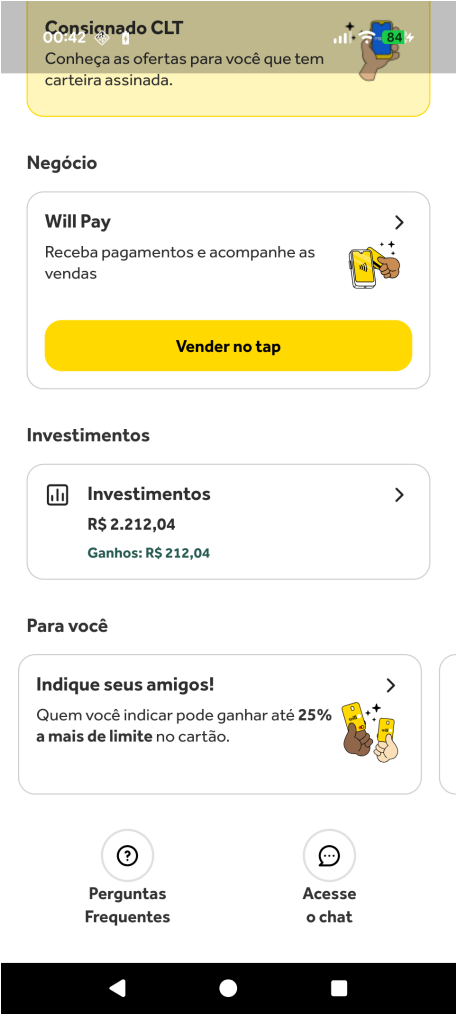 Consignado CLT
00:42
84
Conheça as ofertas para você que tem
carteira assinada.
Negócio
Will Pay
Receba pagamentos e acompanhe as
vendas
Vender no tap
Investimentos
Investimentos
R$ 2.212,04
Ganhos: R$ 212,04
Para você
Indique seus amigos!
Quem você indicar pode ganhar até 25%
a mais de limite no cartão.
Perguntas
Frequentes
Acesse
o chat